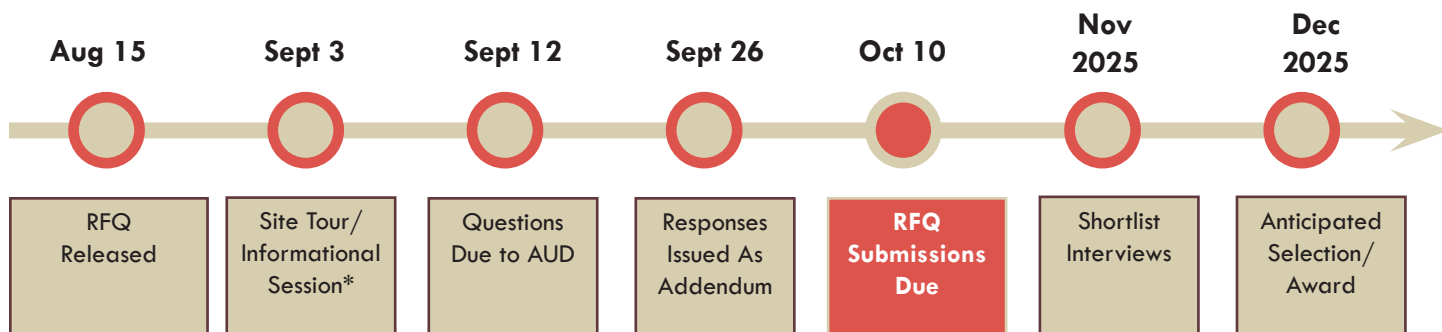 Aug 15
Sept 3
Sept 12
Sept 26
Oct 10
Nov
2025
Dec
2025
RFQ
Released
Site Tour/
Informational
Session*
Questions
Due to AUD
Responses
Issued As
Addendum
RFQ
Submissions
Due
Shortlist
Interviews
Anticipated
Selection/
Award